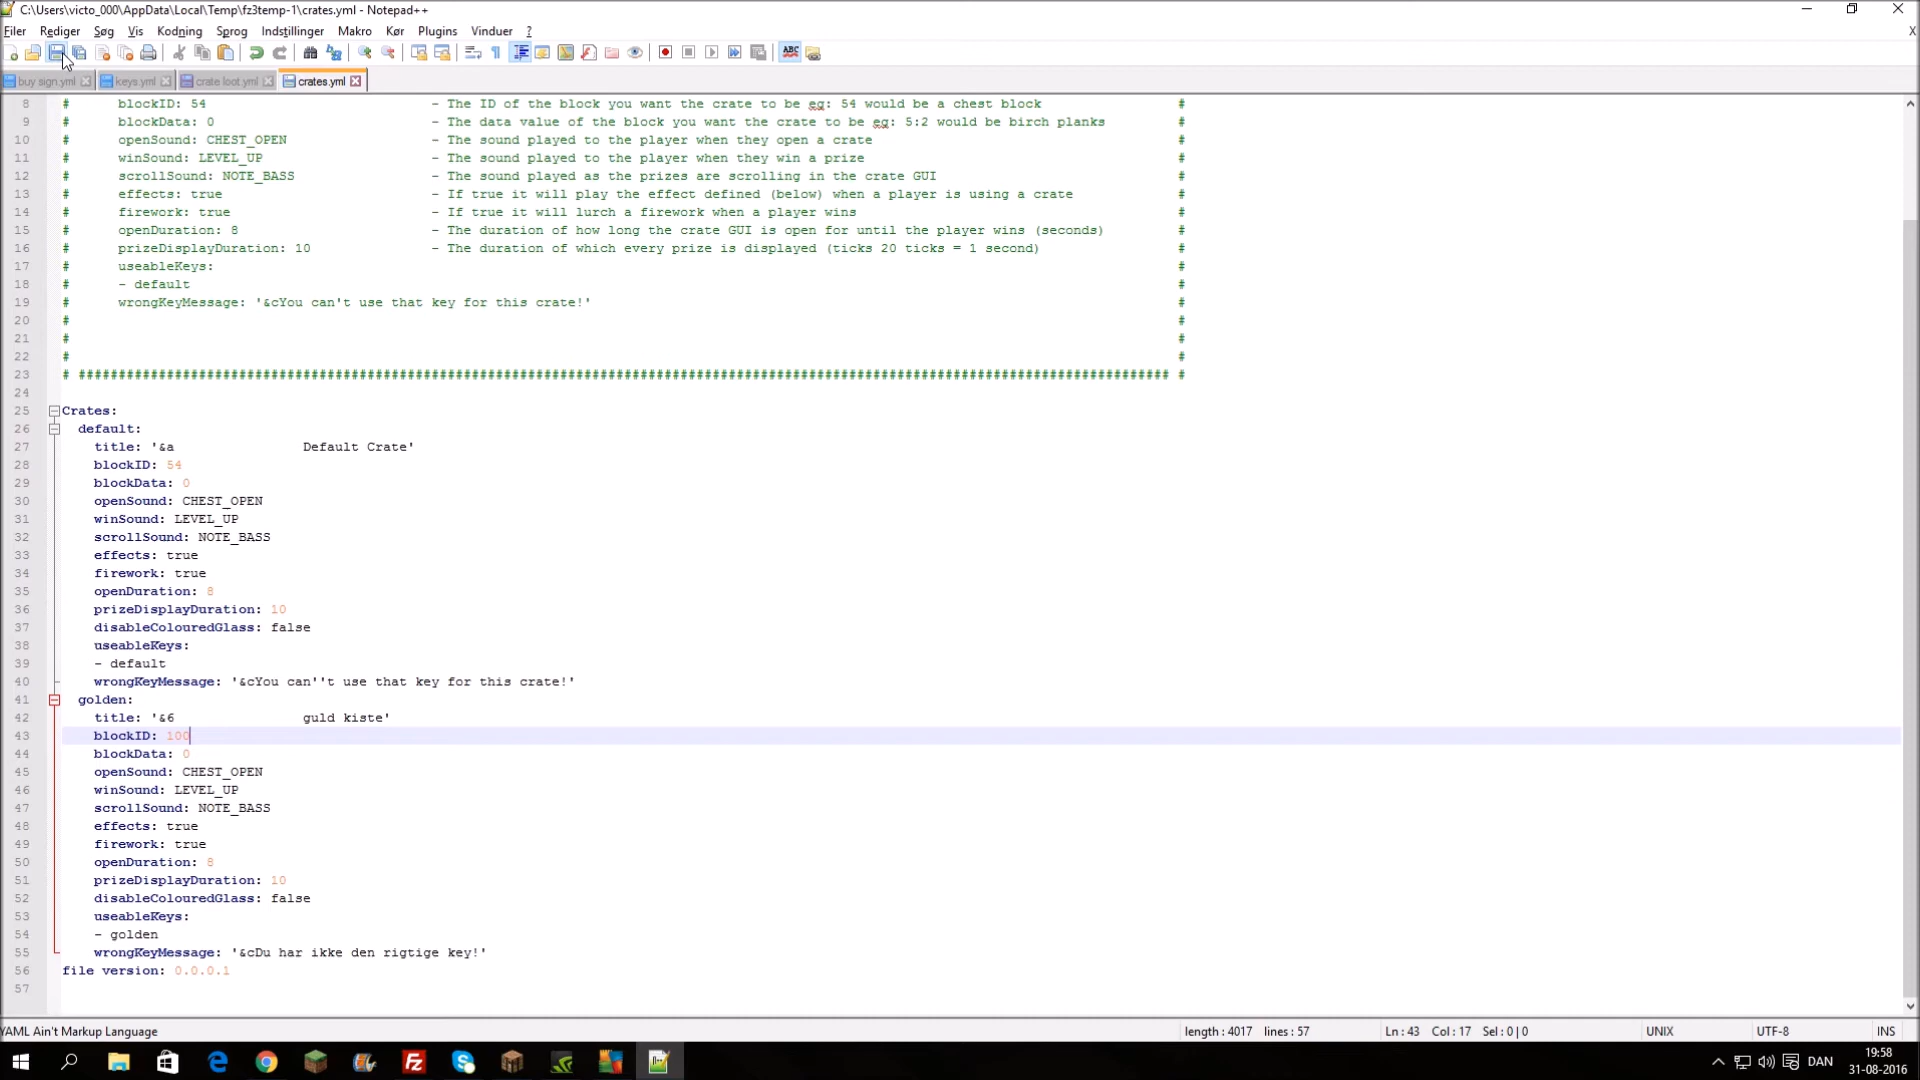 C:\Users\victo_000\AppData\Local\Temp\fz3temp-1\crates.yml - Notepad++
Filer Rediger Søg Vis Kodning Sprog Indstillinger Makro Kør Plugins Vinduer ? X
ABC
buy sign.yml keys.yml crate loot.yml crates.yml
8 # blockID: 54 - The ID of the block you want the crate to be eg: 54 would be a chest block #
9 # blockData: 0 - The data value of the block you want the crate to be eg: 5:2 would be birch planks #
10 # openSound: CHEST_OPEN - The sound played to the player when they open a crate #
11 # winSound: LEVEL_UP - The sound played to the player when they win a prize #
12 # scrollSound: NOTE_BASS - The sound played as the prizes are scrolling in the crate GUI #
13 # effects: true - If true it will play the effect defined (below) when a player is using a crate #
14 # firework: true - If true it will lurch a firework when a player wins #
15 # openDuration: 8 - The duration of how long the crate GUI is open for until the player wins (seconds) #
16 # prizeDisplayDuration: 10 - The duration of which every prize is displayed (ticks 20 ticks = 1 second) #
17 # useableKeys: #
18 # - default #
19 # wrongKeyMessage: '&cYou can't use that key for this crate!' #
20 # #
21 # #
22 # #
23 # ######################################################################################################################################## #
24
25 Crates:
26 default:
27 title: '&a Default Crate'
28 blockID: 54
29 blockData: 0
30 openSound: CHEST_OPEN
31 winSound: LEVEL_UP
32 scrollSound: NOTE_BASS
33 effects: true
34 firework: true
35 openDuration: 8
36 prizeDisplayDuration: 10
37 disableColouredGlass: false
38 useableKeys:
39 - default
40 wrongKeyMessage: '&cYou can''t use that key for this crate!'
41 golden:
42 title: '&6 guld kiste'
43 blockID: 100
44 blockData: 0
45 openSound: CHEST_OPEN
46 winSound: LEVEL_UP
47 scrollSound: NOTE_BASS
48 effects: true
49 firework: true
50 openDuration: 8
51 prizeDisplayDuration: 10
52 disableColouredGlass: false
53 useableKeys:
54 - golden
55 wrongKeyMessage: '&cDu har ikke den rigtige key!'
56 file version: 0.0.0.1
57
YAML Ain't Markup Language length : 4017 lines : 57 Ln : 43 Col : 17 Sel : 0 | 0 UNIX UTF-8 INS
DAN 19:58
31-08-2016